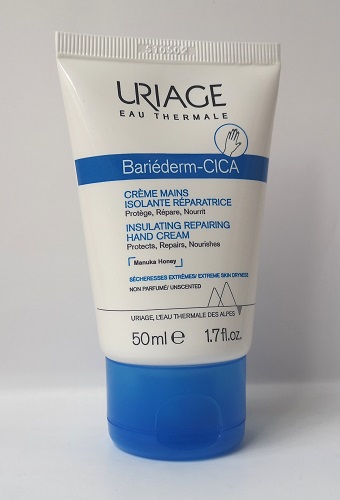 URIAGE
EAU THERMALE
Bariéderm-CICA
CRÈME MAINS
ISOLANTE RÉPARATRICE
Protège, Répare, Nourrit
INSULATING REPAIRING
HAND CREAM
Protects, Repairs, Nourishes
Manuka Honey
SÉCHERESSES EXTRÊMES/ EXTREME SKIN DRYNESS
NON PARFUMÉ/ UNSCENTED
URIAGE, L'EAU THERMALE DES ALPES
50ml e 1.7fl.oz.